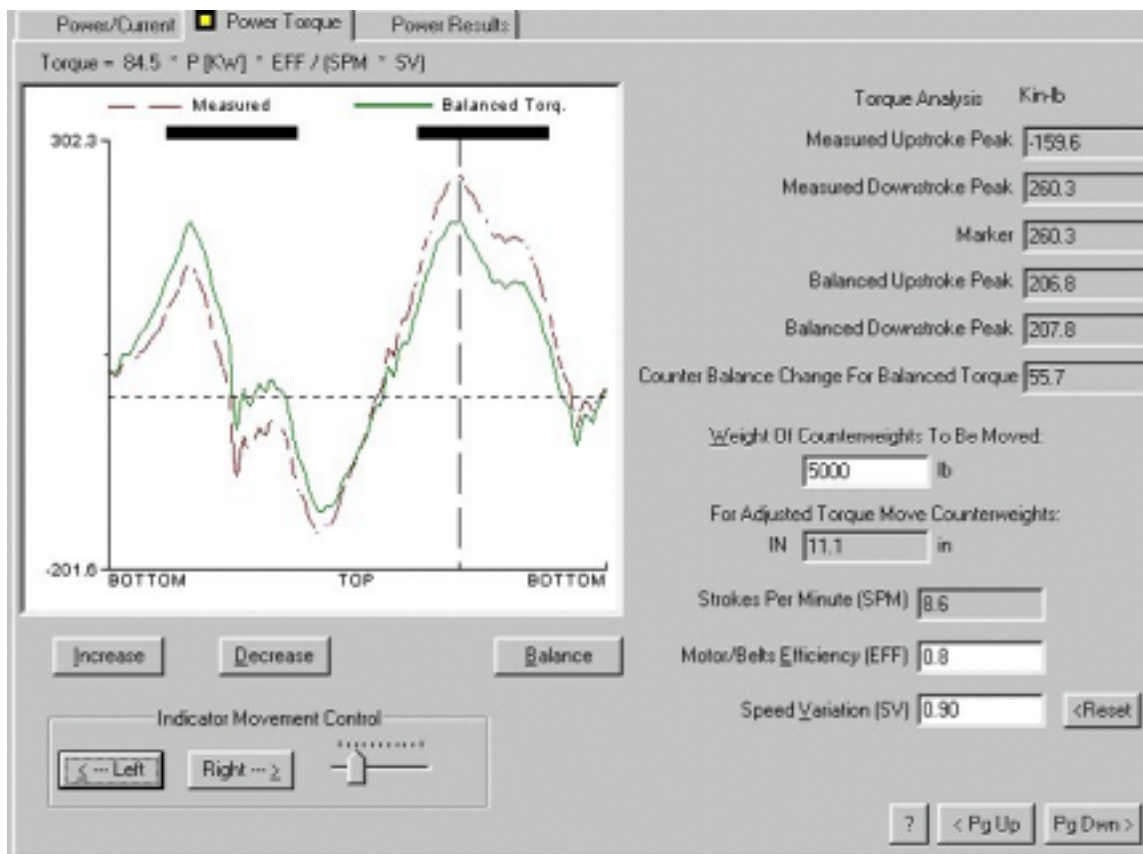 Power/Current Power Torque Power Results
Torque = 84.5 * P [KW] * EFF / (SPM * SV)
Measured Balanced Torq.
302.3
-201.6
BOTTOM TOP BOTTOM
Increase Decrease Balance
Indicator Movement Control
< --- Left Right --- >
Torque Analysis Kin-lb
Measured Upstroke Peak -159.6
Measured Downstroke Peak 260.3
Marker 260.3
Balanced Upstroke Peak 206.8
Balanced Downstroke Peak 207.8
Counter Balance Change For Balanced Torque 55.7
Weight Of Counterweights To Be Moved:
5000 lb
For Adjusted Torque Move Counterweights:
IN 11.1 in
Strokes Per Minute (SPM) 8.6
Motor/Belts Efficiency (EFF) 0.8
Speed Variation (SV) 0.90 <Reset
? < Pg Up Pg Dwn >